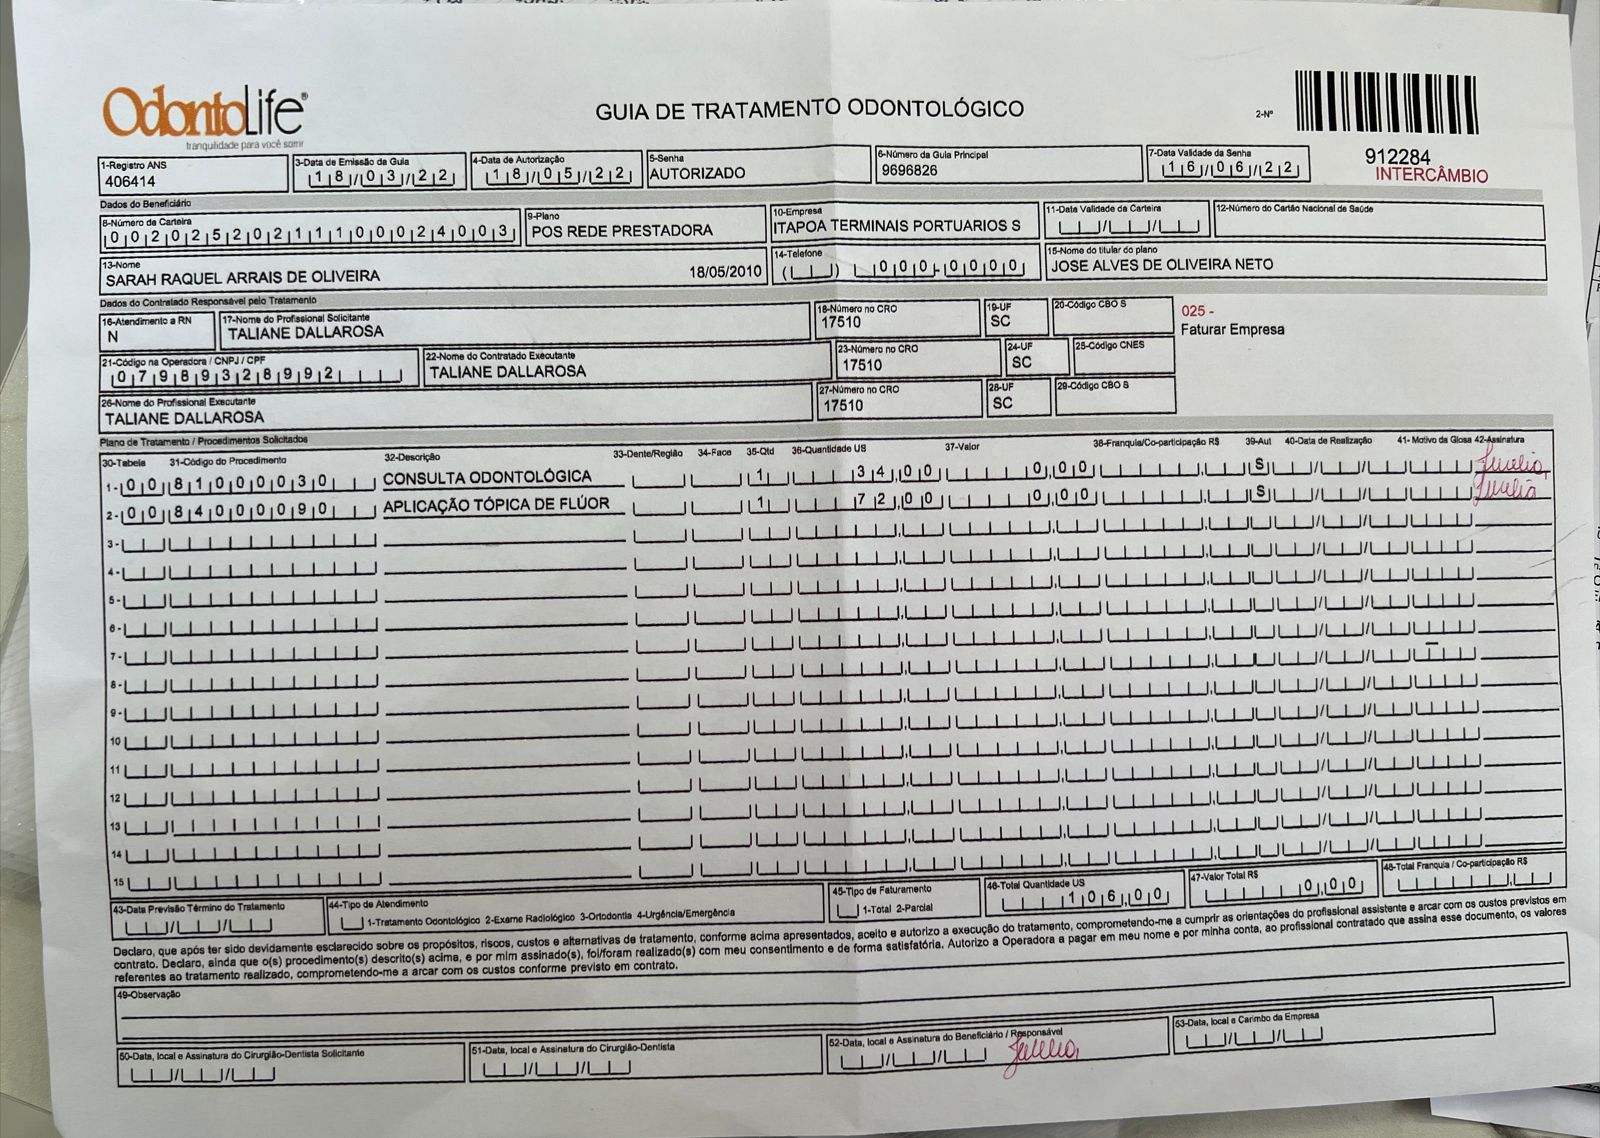 OdontoLife®
tranquilidade para você sorrir
GUIA DE TRATAMENTO ODONTOLÓGICO
2-Nº
912284
INTERCÂMBIO
1-Registro ANS
406414
3-Data de Emissão da Guia
18/03/22
4-Data de Autorização
18/05/22
5-Senha
AUTORIZADO
6-Número da Guia Principal
9696826
7-Data Validade da Senha
16/06/22
Dados do Beneficiário
8-Número da Carteira
00202520211100024003
9-Plano
POS REDE PRESTADORA
10-Empresa
ITAPOA TERMINAIS PORTUARIOS S
11-Data Validade da Carteira
12-Número do Cartão Nacional de Saúde
13-Nome
SARAH RAQUEL ARRAIS DE OLIVEIRA 18/05/2010
14-Telefone
( ) 000-0000
15-Nome do titular do plano
JOSE ALVES DE OLIVEIRA NETO
Dados do Contratado Responsável pelo Tratamento
16-Atendimento a RN
N
17-Nome do Profissional Solicitante
TALIANE DALLAROSA
18-Número no CRO
17510
19-UF
SC
20-Código CBO S
025 -
Faturar Empresa
21-Código na Operadora / CNPJ / CPF
07989328992
22-Nome do Contratado Executante
TALIANE DALLAROSA
23-Número no CRO
17510
24-UF
SC
25-Código CNES
26-Nome do Profissional Executante
TALIANE DALLAROSA
27-Número no CRO
17510
28-UF
SC
29-Código CBO S
Plano de Tratamento / Procedimentos Solicitados
30-Tabela 31-Código do Procedimento 32-Descrição 33-Dente/Região 34-Face 35-Qtd 36-Quantidade US 37-Valor 38-Franquia/Co-participação R$ 39-Aut 40-Data de Realização 41- Motivo da Glosa 42-Assinatura
1- 00 81000030 CONSULTA ODONTOLÓGICA 1 34,00 0,00 S
2- 00 84000090 APLICAÇÃO TÓPICA DE FLÚOR 1 72,00 0,00 S
3-
4-
5-
6-
7-
8-
9-
10
11
12
13
14
15
43-Data Previsão Término do Tratamento
44-Tipo de Atendimento
1-Tratamento Odontológico 2-Exame Radiológico 3-Ortodontia 4-Urgência/Emergência
45-Tipo de Faturamento
1-Total 2-Parcial
46-Total Quantidade US
106,00
47-Valor Total R$
0,00
48-Total Franquia / Co-participação R$
Declaro, que após ter sido devidamente esclarecido sobre os propósitos, riscos, custos e alternativas de tratamento, conforme acima apresentados, aceito e autorizo a execução do tratamento, comprometendo-me a cumprir as orientações do profissional assistente e arcar com os custos previstos em
contrato. Declaro, ainda que o(s) procedimento(s) descrito(s) acima, e por mim assinado(s), foi/foram realizado(s) com meu consentimento e de forma satisfatória. Autorizo a Operadora a pagar em meu nome e por minha conta, ao profissional contratado que assina esse documento, os valores
referentes ao tratamento realizado, comprometendo-me a arcar com os custos conforme previsto em contrato.
49-Observação
50-Data, local e Assinatura do Cirurgião-Dentista Solicitante
51-Data, local e Assinatura do Cirurgião-Dentista
52-Data, local e Assinatura do Beneficiário / Responsável
53-Data, local e Carimbo da Empresa